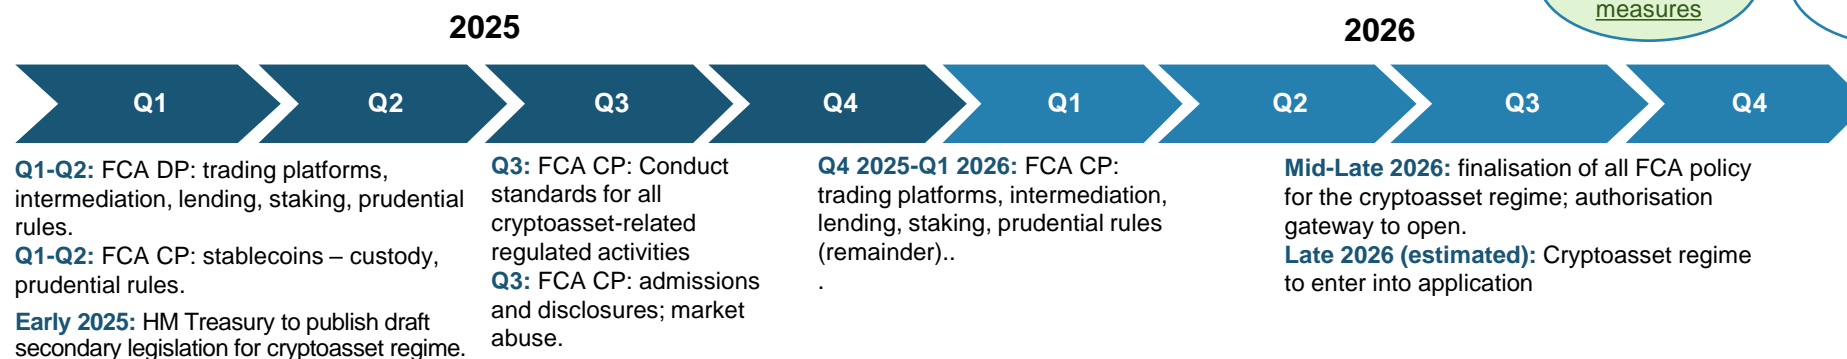 measures
2025
2026
Q1
Q2
Q3
Q4
Q1
Q2
Q3
Q4
Q1-Q2: FCA DP: trading platforms,
intermediation, lending, staking, prudential
rules.
Q1-Q2: FCA CP: stablecoins – custody,
prudential rules.
Early 2025: HM Treasury to publish draft
secondary legislation for cryptoasset regime.
Q3: FCA CP: Conduct
standards for all
cryptoasset-related
regulated activities
Q3: FCA CP: admissions
and disclosures; market
abuse.
Q4 2025-Q1 2026: FCA CP:
trading platforms, intermediation,
lending, staking, prudential rules
(remainder)..
.
Mid-Late 2026: finalisation of all FCA policy
for the cryptoasset regime; authorisation
gateway to open.
Late 2026 (estimated): Cryptoasset regime
to enter into application